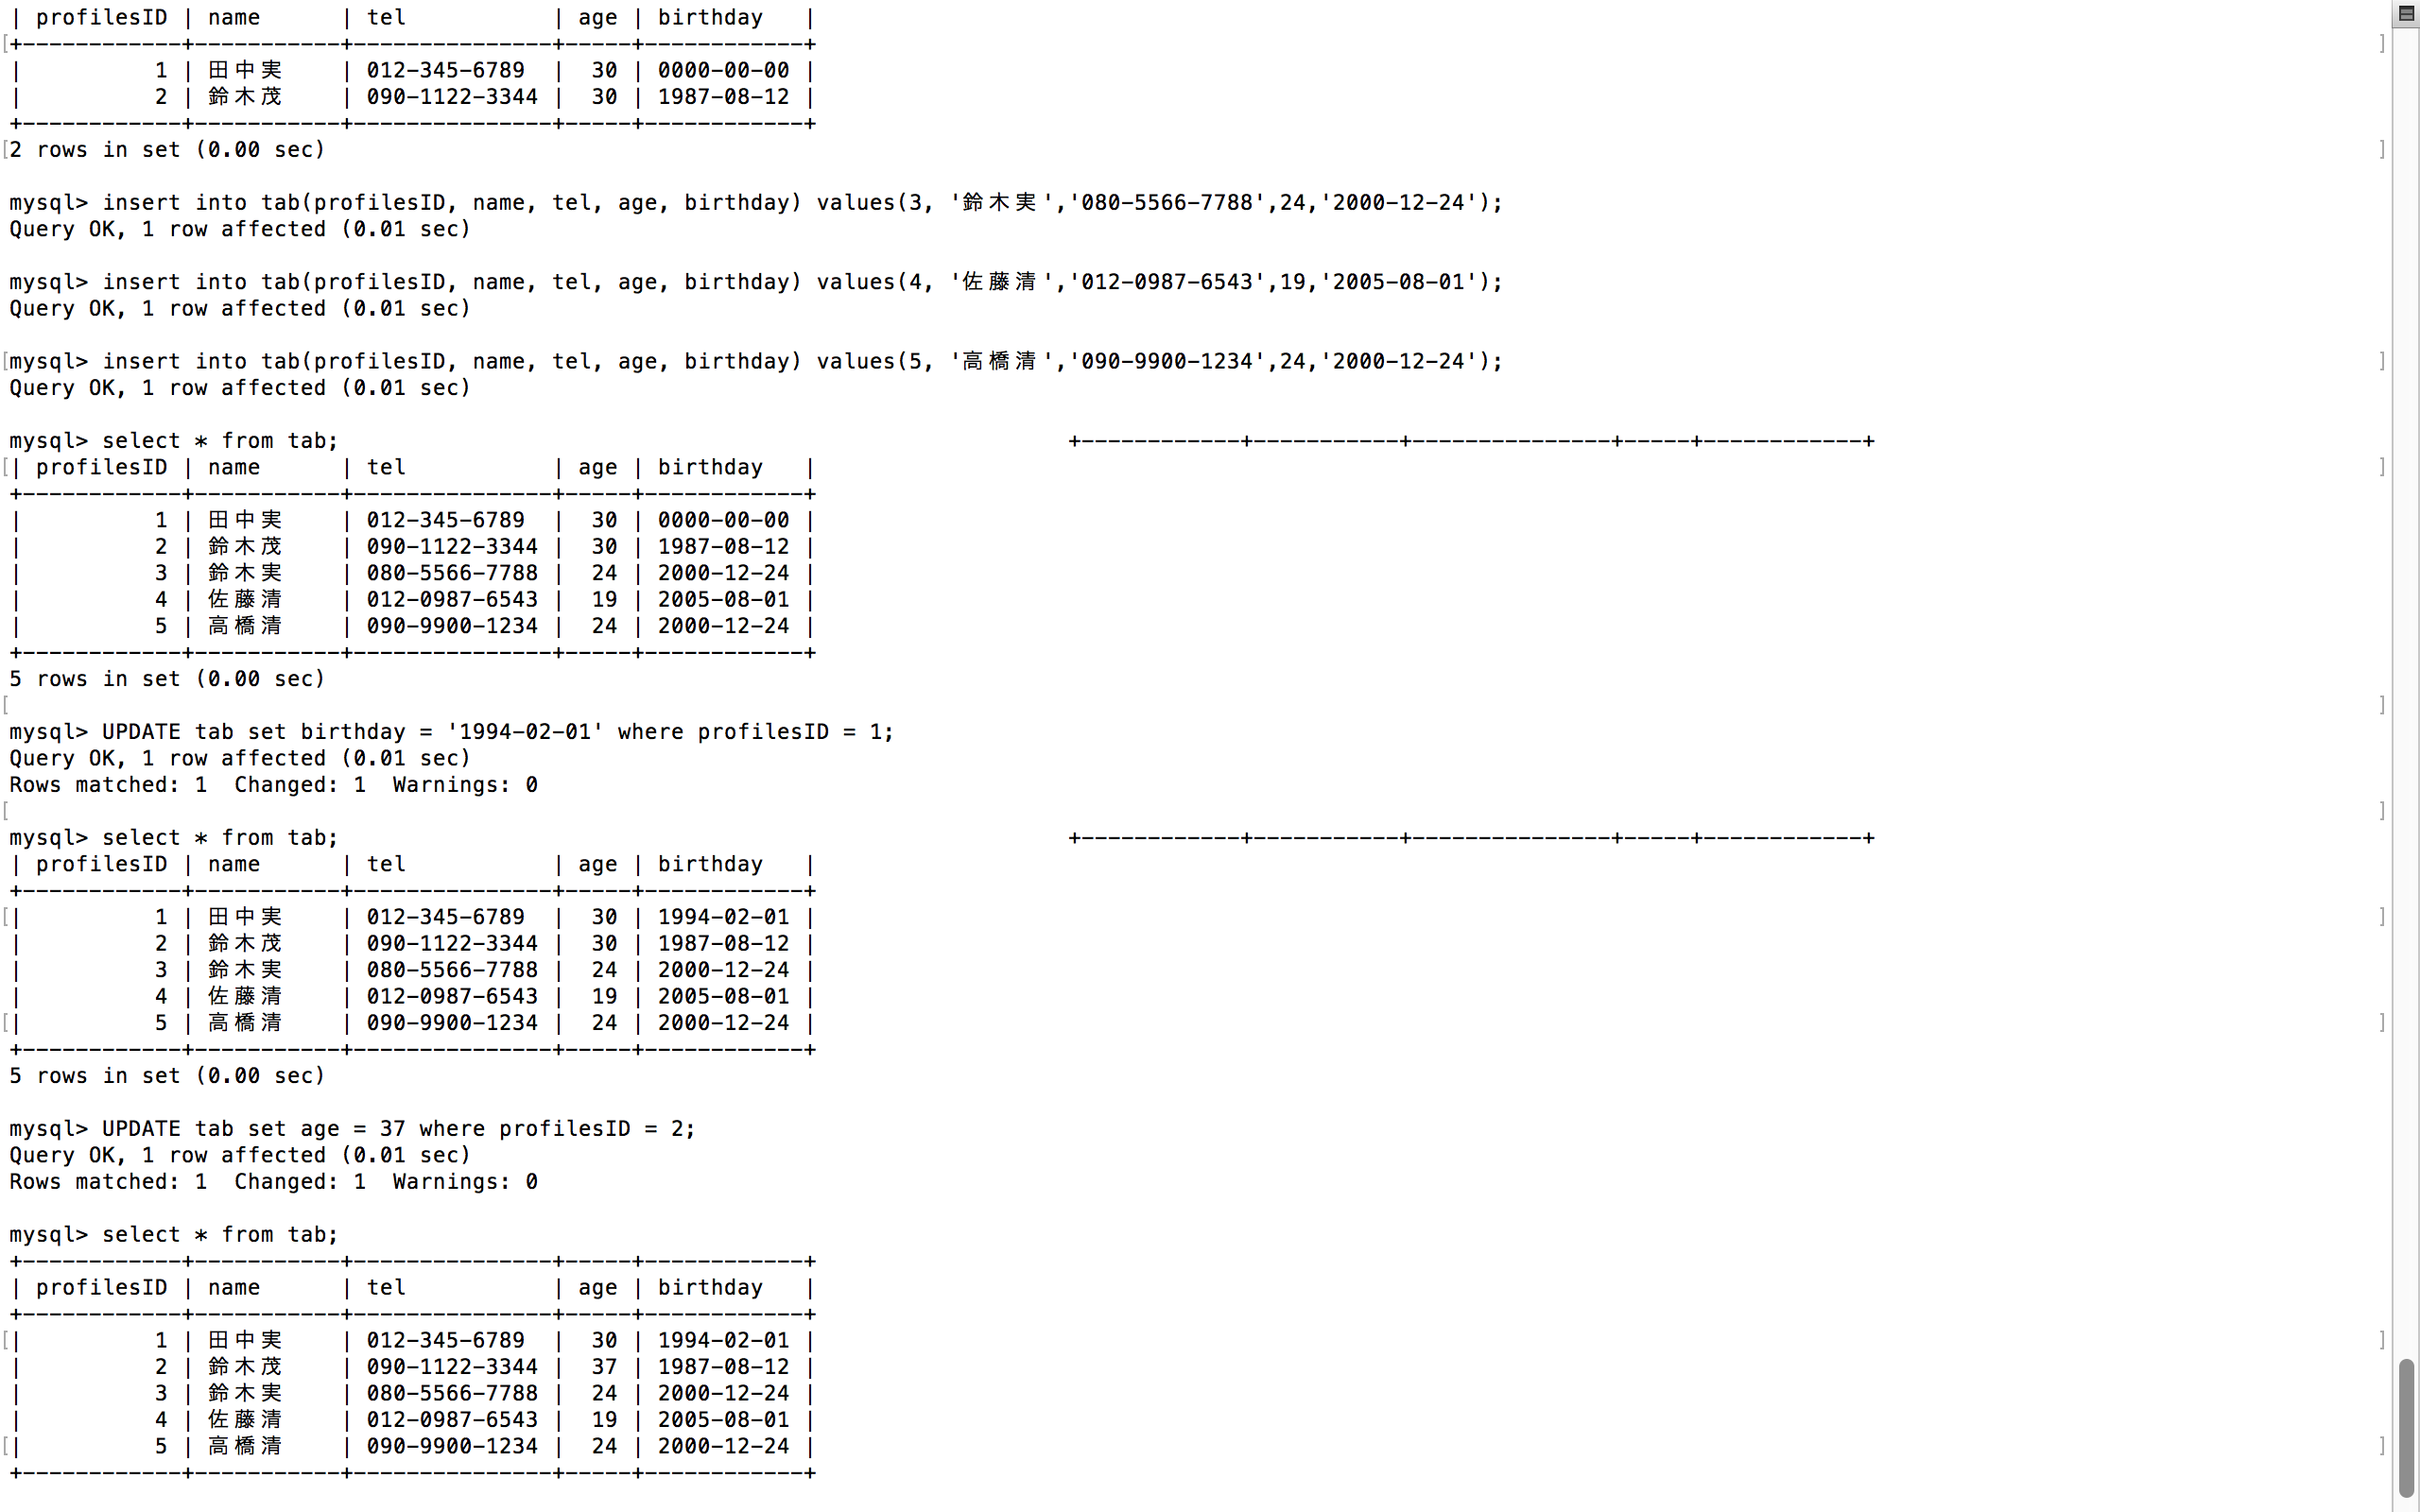 | profilesID | name      | tel           | age | birthday   |
+------------+-----------+---------------+-----+------------+
|          1 | 田中実    | 012-345-6789  |  30 | 0000-00-00 |
|          2 | 鈴木茂    | 090-1122-3344 |  30 | 1987-08-12 |
+------------+-----------+---------------+-----+------------+
2 rows in set (0.00 sec)
mysql> insert into tab(profilesID, name, tel, age, birthday) values(3, '鈴木実','080-5566-7788',24,'2000-12-24');
Query OK, 1 row affected (0.01 sec)
mysql> insert into tab(profilesID, name, tel, age, birthday) values(4, '佐藤清','012-0987-6543',19,'2005-08-01');
Query OK, 1 row affected (0.01 sec)
mysql> insert into tab(profilesID, name, tel, age, birthday) values(5, '高橋清','090-9900-1234',24,'2000-12-24');
Query OK, 1 row affected (0.01 sec)
mysql> select * from tab; +------------+-----------+---------------+-----+------------+
| profilesID | name      | tel           | age | birthday   |
+------------+-----------+---------------+-----+------------+
|          1 | 田中実    | 012-345-6789  |  30 | 0000-00-00 |
|          2 | 鈴木茂    | 090-1122-3344 |  30 | 1987-08-12 |
|          3 | 鈴木実    | 080-5566-7788 |  24 | 2000-12-24 |
|          4 | 佐藤清    | 012-0987-6543 |  19 | 2005-08-01 |
|          5 | 高橋清    | 090-9900-1234 |  24 | 2000-12-24 |
+------------+-----------+---------------+-----+------------+
5 rows in set (0.00 sec)
mysql> UPDATE tab set birthday = '1994-02-01' where profilesID = 1;
Query OK, 1 row affected (0.01 sec)
Rows matched: 1  Changed: 1  Warnings: 0
mysql> select * from tab; +------------+-----------+---------------+-----+------------+
| profilesID | name      | tel           | age | birthday   |
+------------+-----------+---------------+-----+------------+
|          1 | 田中実    | 012-345-6789  |  30 | 1994-02-01 |
|          2 | 鈴木茂    | 090-1122-3344 |  30 | 1987-08-12 |
|          3 | 鈴木実    | 080-5566-7788 |  24 | 2000-12-24 |
|          4 | 佐藤清    | 012-0987-6543 |  19 | 2005-08-01 |
|          5 | 高橋清    | 090-9900-1234 |  24 | 2000-12-24 |
+------------+-----------+---------------+-----+------------+
5 rows in set (0.00 sec)
mysql> UPDATE tab set age = 37 where profilesID = 2;
Query OK, 1 row affected (0.01 sec)
Rows matched: 1  Changed: 1  Warnings: 0
mysql> select * from tab;
+------------+-----------+---------------+-----+------------+
| profilesID | name      | tel           | age | birthday   |
+------------+-----------+---------------+-----+------------+
|          1 | 田中実    | 012-345-6789  |  30 | 1994-02-01 |
|          2 | 鈴木茂    | 090-1122-3344 |  37 | 1987-08-12 |
|          3 | 鈴木実    | 080-5566-7788 |  24 | 2000-12-24 |
|          4 | 佐藤清    | 012-0987-6543 |  19 | 2005-08-01 |
|          5 | 高橋清    | 090-9900-1234 |  24 | 2000-12-24 |
+------------+-----------+---------------+-----+------------+